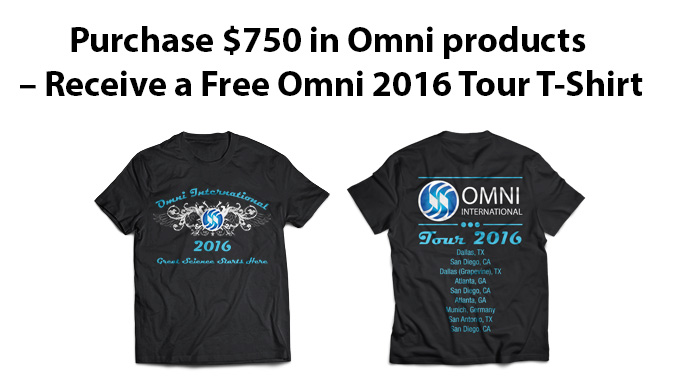 Purchase $750 in Omni products
– Receive a Free Omni 2016 Tour T-Shirt
Omni International
2016
Great Science Starts Here
OMNI
INTERNATIONAL
Tour 2016
Dallas, TX
San Diego, CA
Dallas (Grapevine), TX
Atlanta, GA
San Diego, CA
Atlanta, GA
Munich, Germany
San Antonio, TX
San Diego, CA